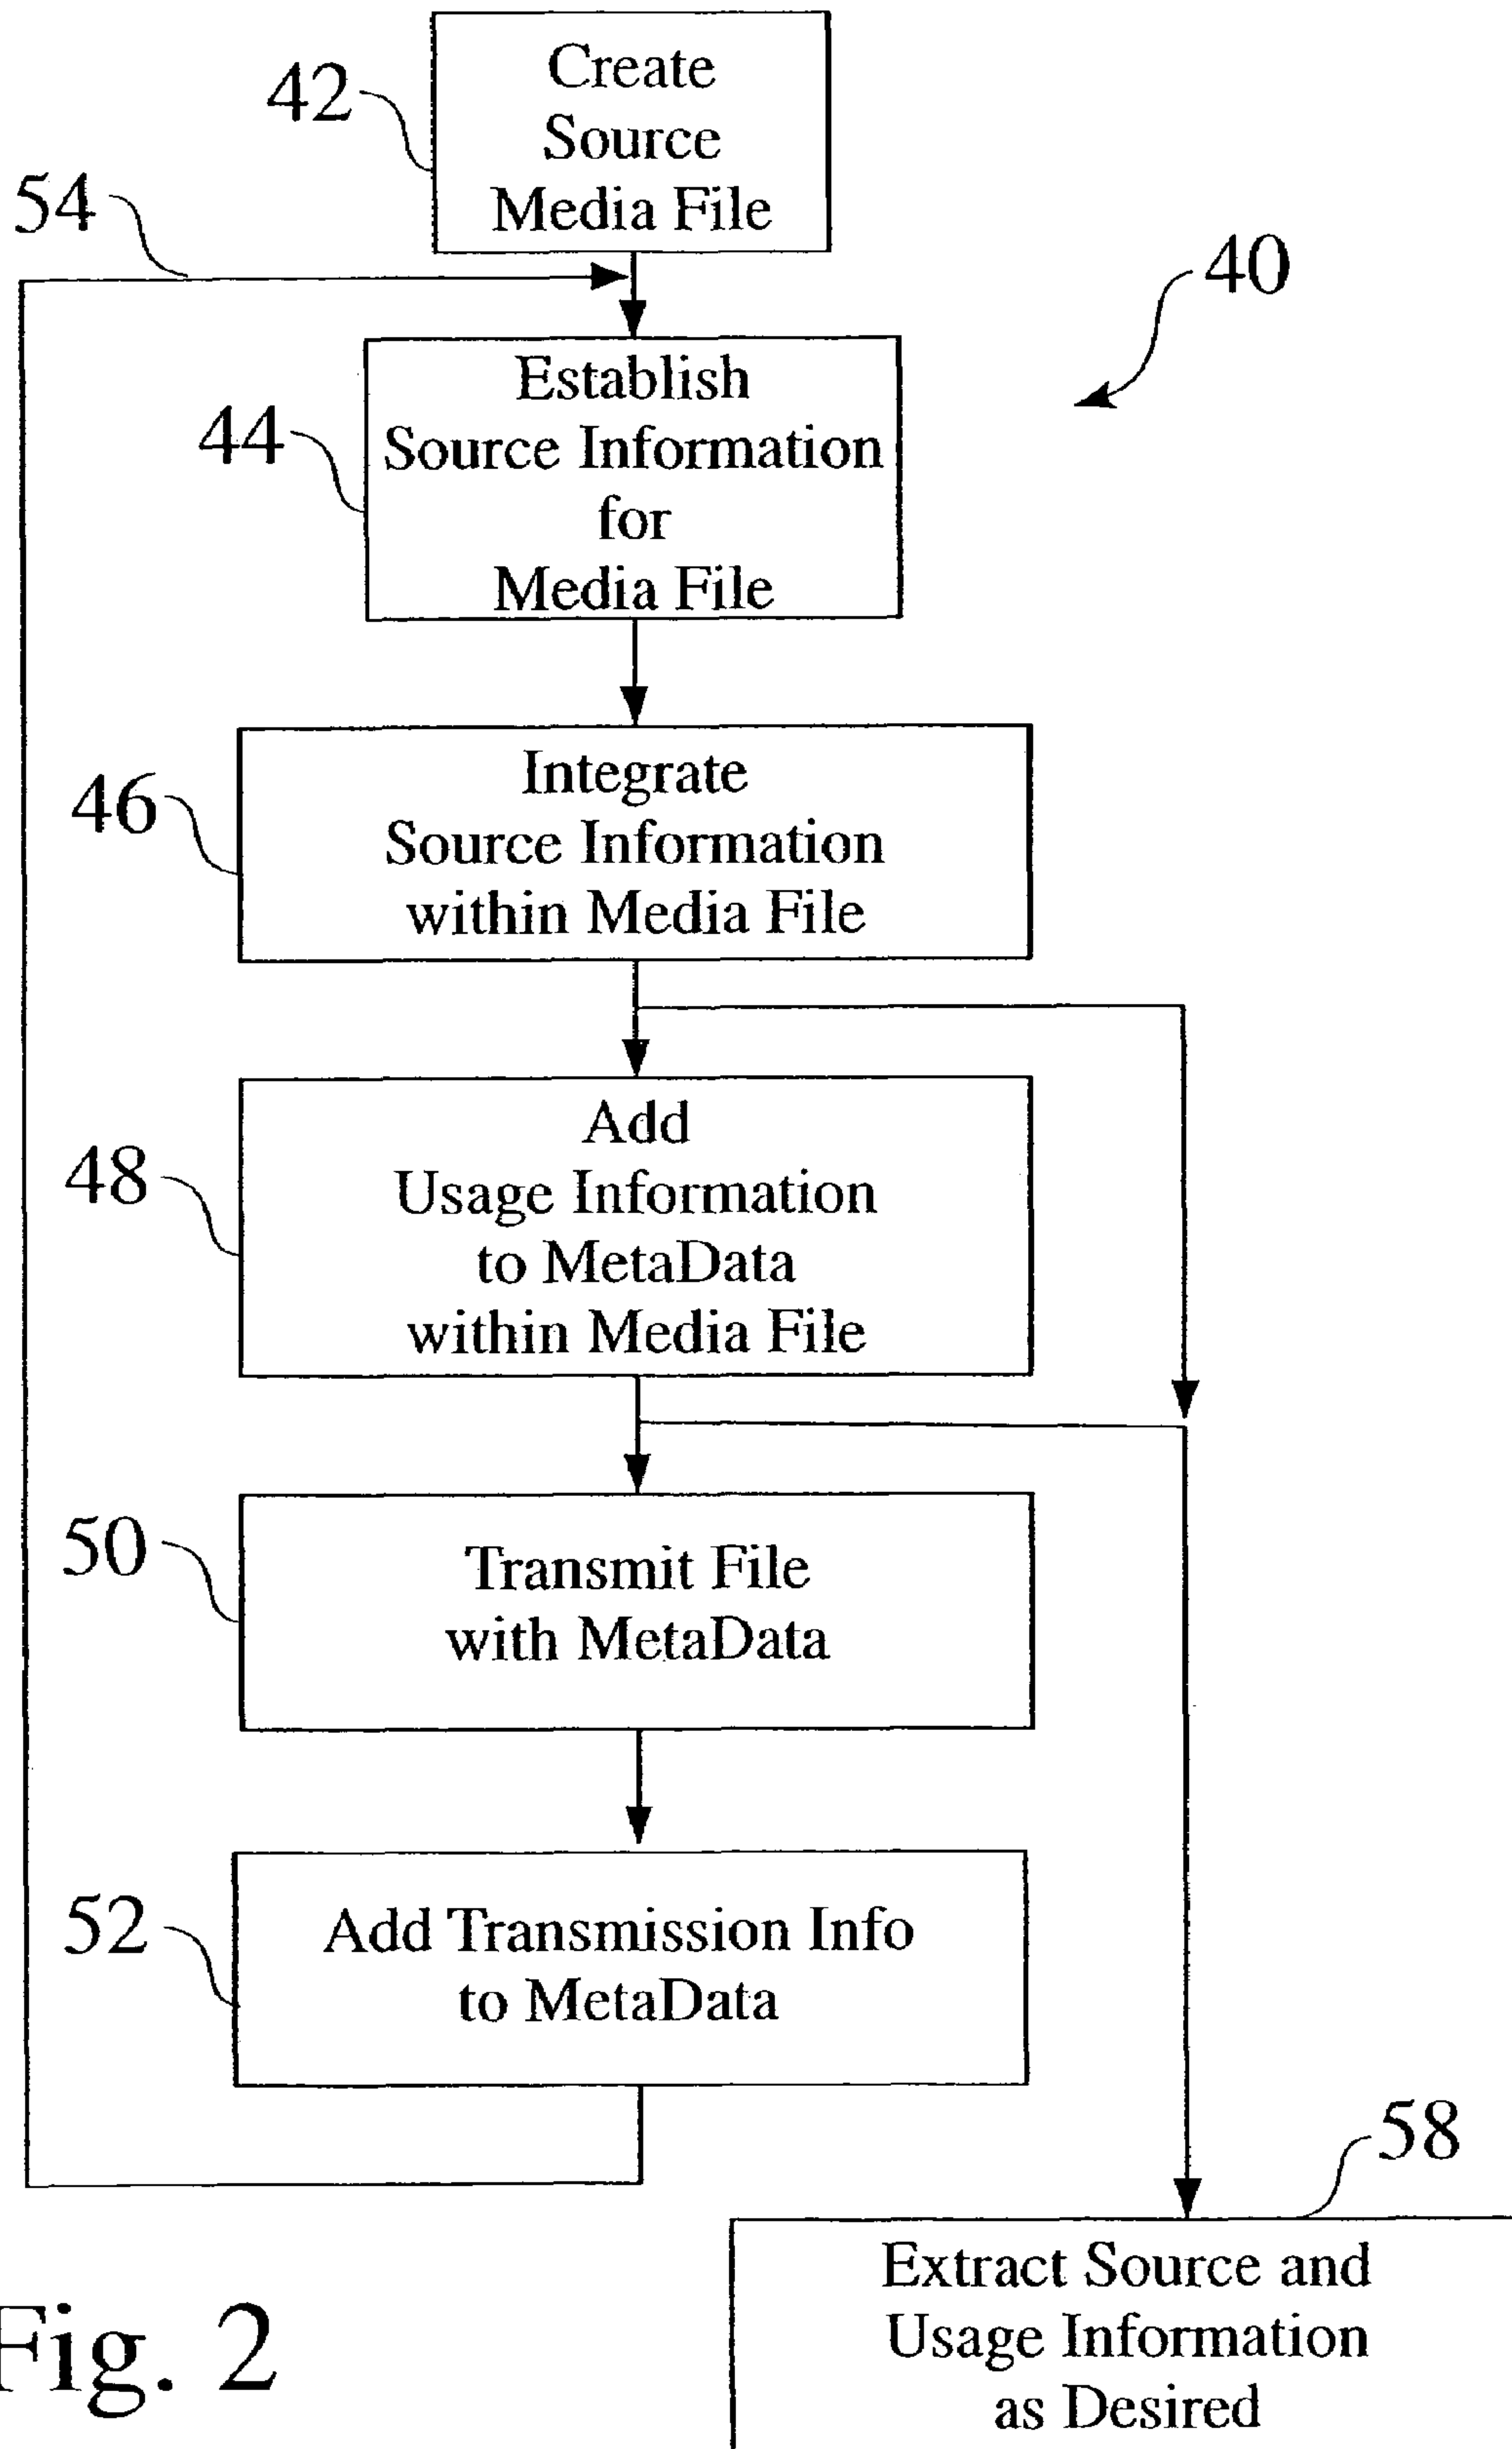 42
Create
Source
Media File
54
40
44
Establish
Source Information
for
Media File
46
Integrate
Source Information
within Media File
48
Add
Usage Information
to MetaData
within Media File
50
Transmit File
with MetaData
52
Add Transmission Info
to MetaData
58
Extract Source and
Usage Information
as Desired
Fig. 2